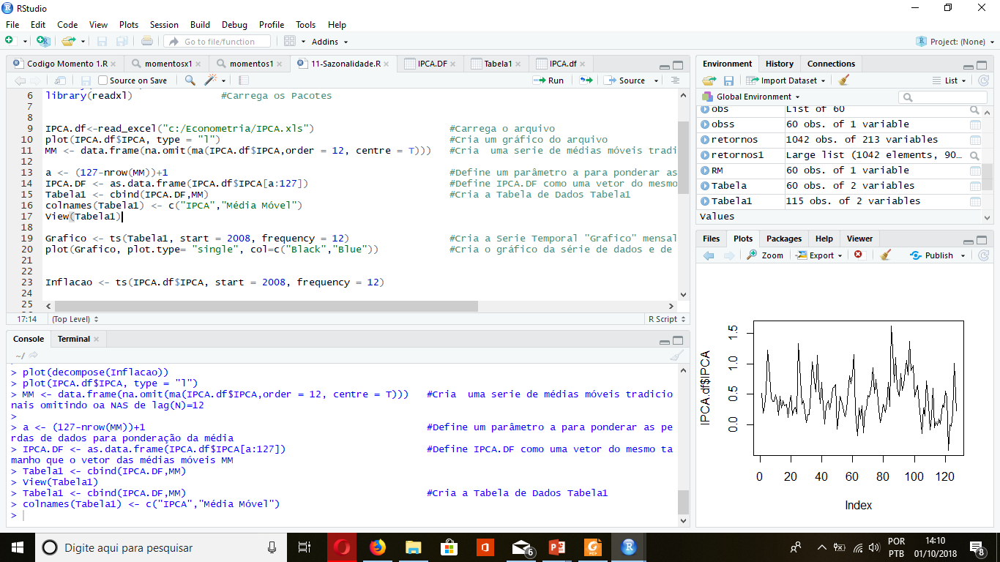 RStudio
File Edit Code View Plots Session Build Debug Profile Tools Help
Go to file/function Addins Project: (None)
Codigo Momento 1.R momentosx1 momentos1 11-Sazonalidade.R IPCA.DF Tabela1 IPCA.df
Source on Save Run Source
6 library(readxl) #Carrega os Pacotes
7
8
9 IPCA.df<-read_excel("c:/Econometria/IPCA.xls") #Carrega o arquivo
10 plot(IPCA.df$IPCA, type = "l") #Cria um gráfico do arquivo
11 MM <- data.frame(na.omit(ma(IPCA.df$IPCA,order = 12, centre = T))) #Cria uma serie de médias móveis tradi
12
13 a <- (127-nrow(MM))+1 #Define um parâmetro a para ponderar as
14 IPCA.DF <- as.data.frame(IPCA.df$IPCA[a:127]) #Define IPCA.DF como uma vetor do mesmo
15 Tabela1 <- cbind(IPCA.DF,MM) #Cria a Tabela de Dados Tabela1
16 colnames(Tabela1) <- c("IPCA","Média Móvel")
17 View(Tabela1)
18
19 Grafico <- ts(Tabela1, start = 2008, frequency = 12) #Cria a Serie Temporal "Grafico" mensal
20 plot(Grafico, plot.type= "single", col=c("Black","Blue")) #Cria o gráfico da série de dados e de
21
22
23 Inflacao <- ts(IPCA.df$IPCA, start = 2008, frequency = 12)
24
25
17:14 (Top Level) R Script
Console Terminal
~/
> plot(decompose(Inflacao))
> plot(IPCA.df$IPCA, type = "l")
> MM <- data.frame(na.omit(ma(IPCA.df$IPCA,order = 12, centre = T))) #Cria uma serie de médias móveis tradicio
nais omitindo oa NAS de lag(N)=12
>
> a <- (127-nrow(MM))+1 #Define um parâmetro a para ponderar as pe
rdas de dados para ponderação da média
> IPCA.DF <- as.data.frame(IPCA.df$IPCA[a:127]) #Define IPCA.DF como uma vetor do mesmo ta
manho que o vetor das médias móveis MM
> Tabela1 <- cbind(IPCA.DF,MM)
> View(Tabela1)
> Tabela1 <- cbind(IPCA.DF,MM) #Cria a Tabela de Dados Tabela1
> colnames(Tabela1) <- c("IPCA","Média Móvel")
>
Environment History Connections
Import Dataset List
Global Environment
obs List of 60
obss 60 obs. of 1 variable
retornos 1042 obs. of 213 variables
retornos1 Large list (1042 elements, 90…
RM 60 obs. of 1 variable
Tabela 60 obs. of 2 variables
Tabela1 115 obs. of 2 variables
Values
Files Plots Packages Help Viewer
Zoom Export Publish
IPCA.df$IPCA
1.5
1.0
0.5
0.0
0 20 40 60 80 100 120
Index
Digite aqui para pesquisar
6
POR
PTB
14:10
01/10/2018
8